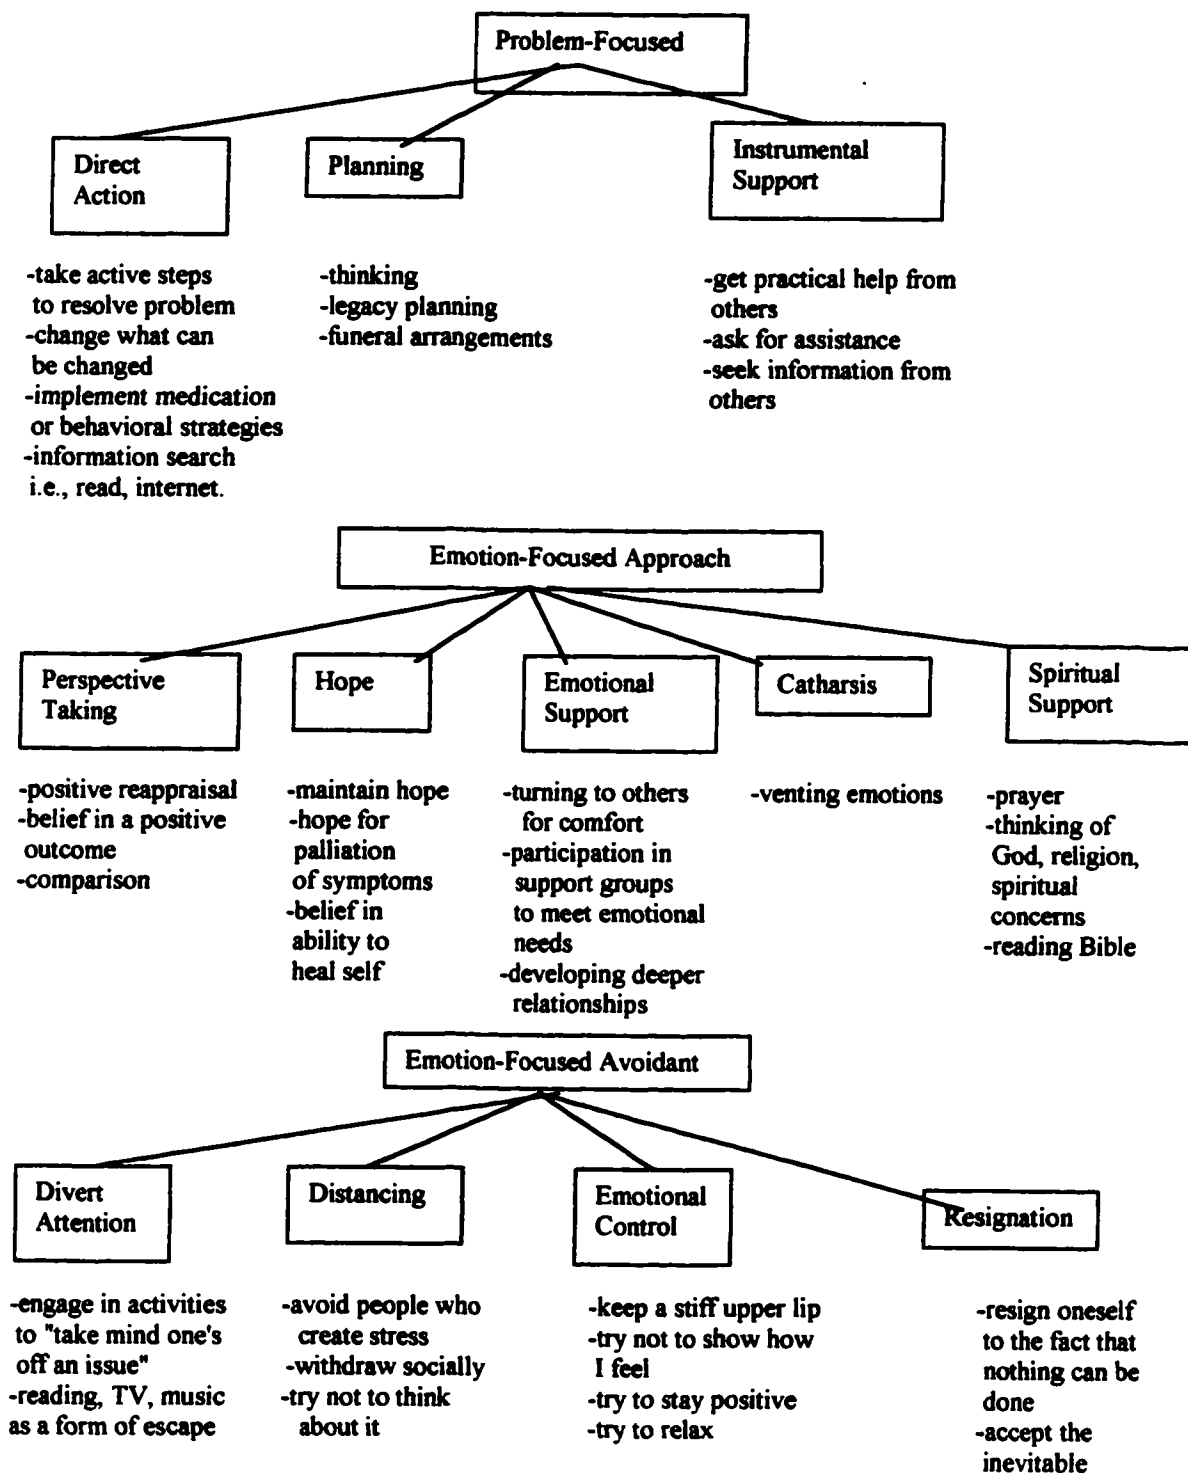 Problem-Focused
Direct
Action
Planning
Instrumental
Support
-take active steps
to resolve problem
-change what can
be changed
-implement medication
or behavioral strategies
-information search
i.e., read, internet.
-thinking
-legacy planning
-funeral arrangements
-get practical help from
others
-ask for assistance
-seek information from
others
Emotion-Focused Approach
Perspective
Taking
Hope
Emotional
Support
Catharsis
Spiritual
Support
-positive reappraisal
-belief in a positive
outcome
-comparison
-maintain hope
-hope for
palliation
of symptoms
-belief in
ability to
heal self
-turning to others
for comfort
-participation in
support groups
to meet emotional
needs
-developing deeper
relationships
-venting emotions
-prayer
-thinking of
God, religion,
spiritual
concerns
-reading Bible
Emotion-Focused Avoidant
Divert
Attention
Distancing
Emotional
Control
Resignation
-engage in activities
to "take mind one's
off an issue"
-reading, TV, music
as a form of escape
-avoid people who
create stress
-withdraw socially
-try not to think
about it
-keep a stiff upper lip
-try not to show how
I feel
-try to stay positive
-try to relax
-resign oneself
to the fact that
nothing can be
done
-accept the
inevitable